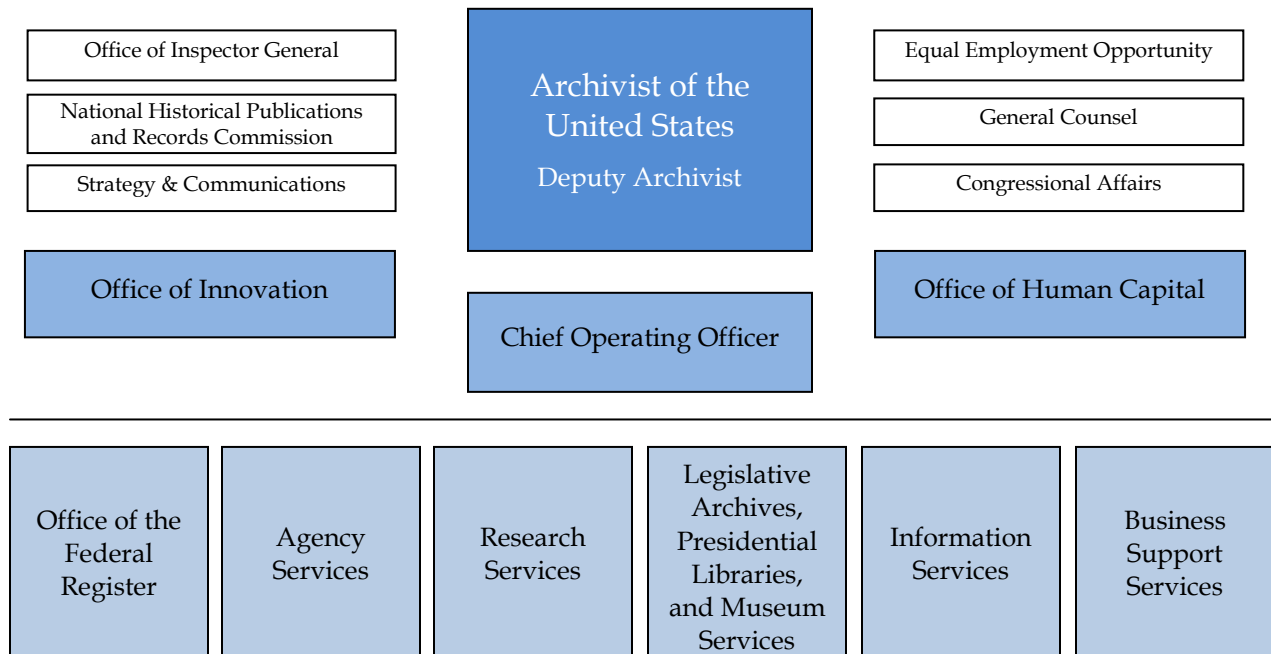 Office of Inspector General
National Historical Publications
and Records Commission
Strategy & Communications
Office of Innovation
Archivist of the
United States
Deputy Archivist
Chief Operating Officer
Equal Employment Opportunity
General Counsel
Congressional Affairs
Office of Human Capital
Office of the
Federal
Register
Agency
Services
Research
Services
Legislative
Archives,
Presidential
Libraries,
and Museum
Services
Information
Services
Business
Support
Services